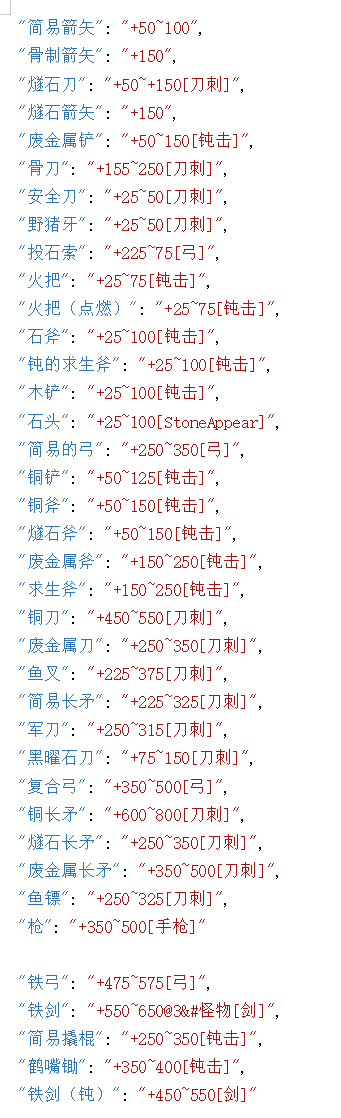 "简易箭矢": "+50~100",
"骨制箭矢": "+150",
"燧石刀": "+50~+150[刀刺]",
"燧石箭矢": "+150",
"废金属铲": "+50~150[钝击]",
"骨刀": "+155~250[刀刺]",
"安全刀": "+25~50[刀刺]",
"野猪牙": "+25~50[刀刺]",
"投石索": "+225~75[弓]",
"火把": "+25~75[钝击]",
"火把（点燃）": "+25~75[钝击]",
"石斧": "+25~100[钝击]",
"钝的求生斧": "+25~100[钝击]",
"木铲": "+25~100[钝击]",
"石头": "+25~100[StoneAppear]",
"简易的弓": "+250~350[弓]",
"铜铲": "+50~125[钝击]",
"铜斧": "+50~150[钝击]",
"燧石斧": "+50~150[钝击]",
"废金属斧": "+150~250[钝击]",
"求生斧": "+150~250[钝击]",
"铜刀": "+450~550[刀刺]",
"废金属刀": "+250~350[刀刺]",
"鱼叉": "+225~375[刀刺]",
"简易长矛": "+225~325[刀刺]",
"军刀": "+250~315[刀刺]",
"黑曜石刀": "+75~150[刀刺]",
"复合弓": "+350~500[弓]",
"铜长矛": "+600~800[刀刺]",
"燧石长矛": "+250~350[刀刺]",
"废金属长矛": "+350~500[刀刺]",
"鱼镖": "+250~325[刀刺]",
"枪": "+350~500[手枪]"
"铁弓": "+475~575[弓]",
"铁剑": "+550~650@3&#怪物[剑]",
"简易撬棍": "+250~350[钝击]",
"鹤嘴锄": "+350~400[钝击]",
"铁剑（钝）": "+450~550[剑]"